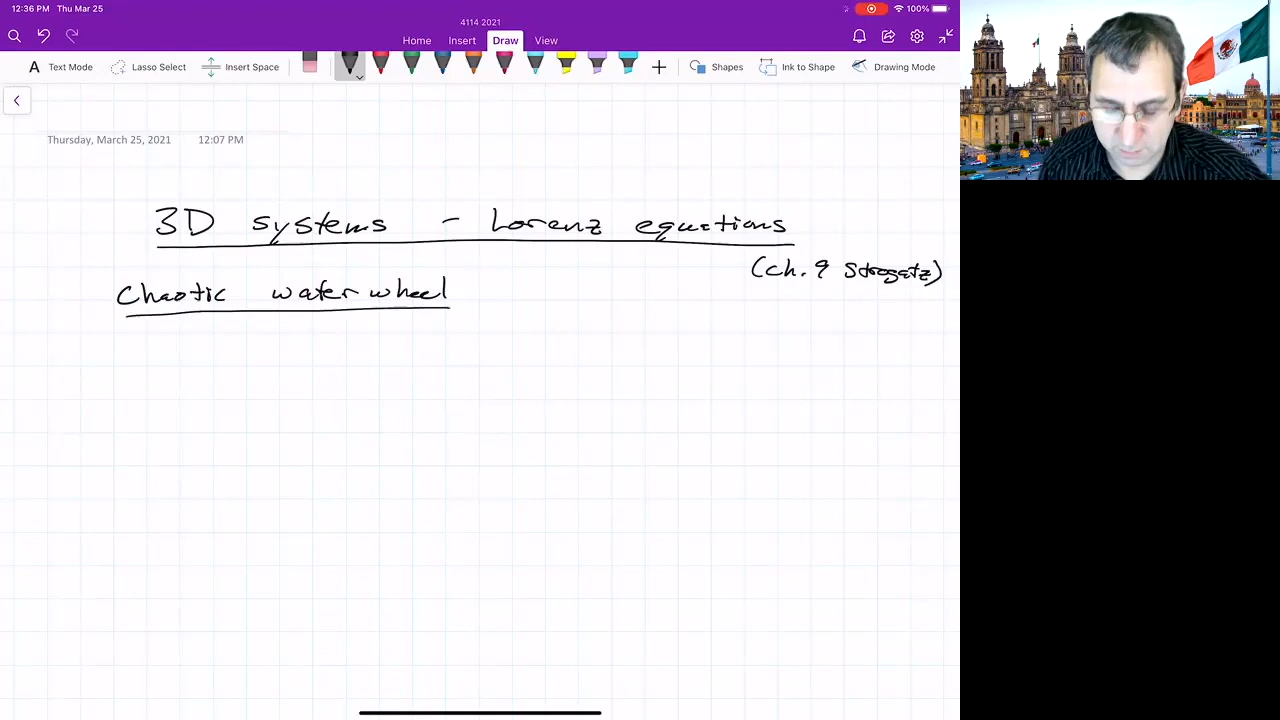 12:36 PM Thu Mar 25 100%
4114 2021
Home Insert Draw View
A Text Mode Lasso Select Insert Space Shapes Ink to Shape Drawing Mode
Thursday, March 25, 2021 12:07 PM
3D systems - Lorenz equations
(ch. 9 Strogatz)
Chaotic waterwheel